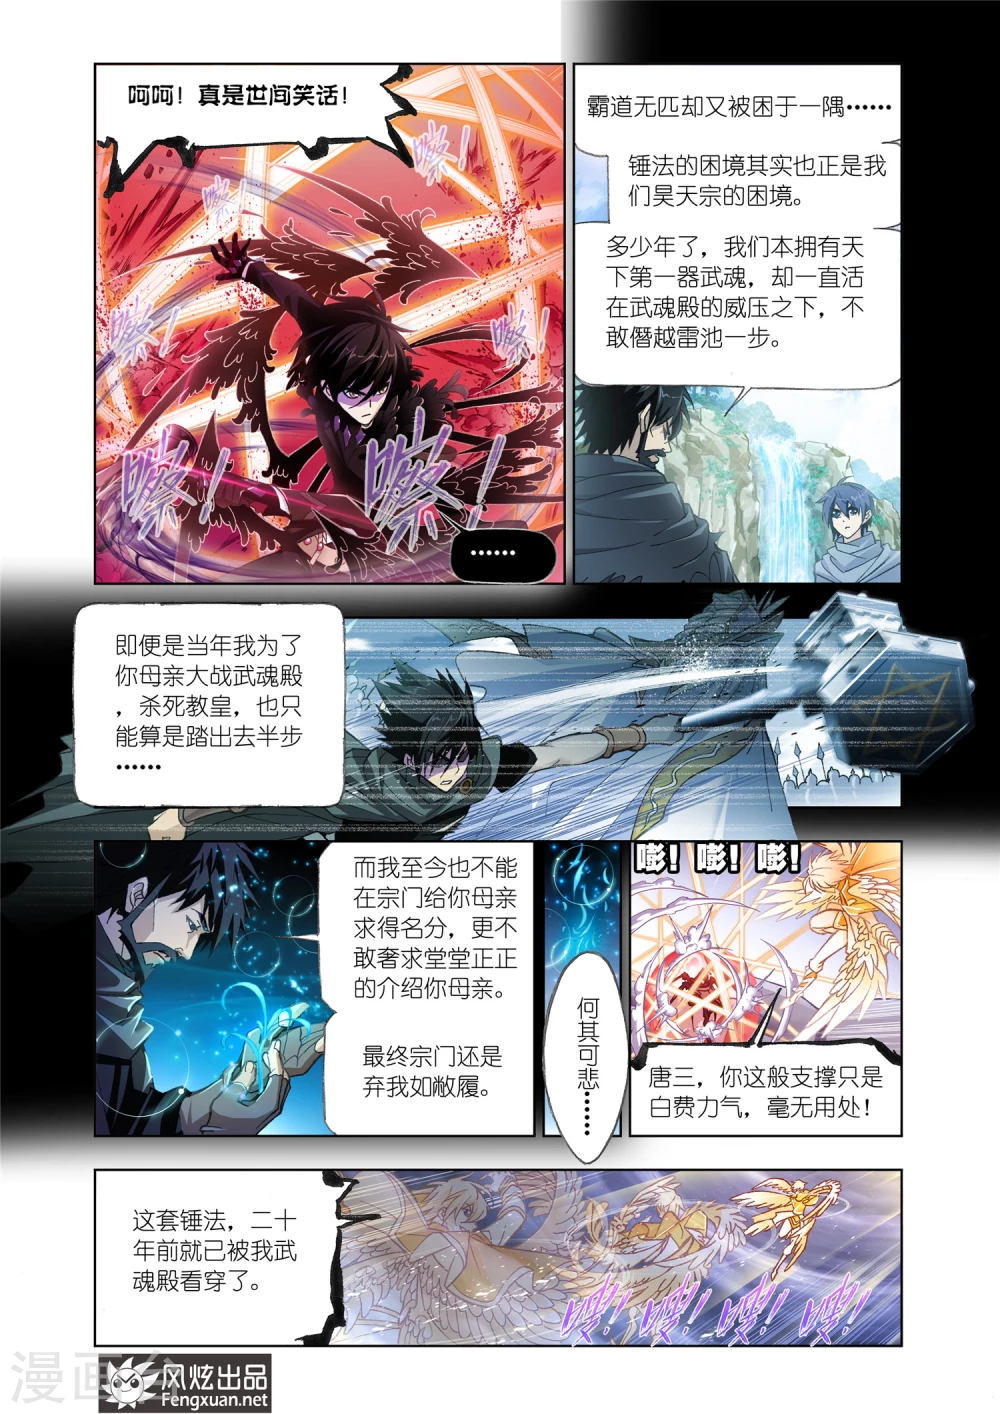 呵呵！真是世间笑话！
嚓！
嚓！
嚓！
嚓！
嚓！
嚓！
……
霸道无匹却又被困于一隅……
锤法的困境其实也正是我
们昊天宗的困境。
多少年了，我们本拥有天
下第一器武魂，却一直活
在武魂殿的威压之下，不
敢僭越雷池一步。
即便是当年我为了
你母亲大战武魂殿
，杀死教皇，也只
能算是踏出去半步
……
而我至今也不能
在宗门给你母亲
求得名分，更不
敢奢求堂堂正正
的介绍你母亲。
最终宗门还是
弃我如敝履。
何其可悲……
嘭！嘭！嘭！
唐三，你这般支撑只是
白费力气，毫无用处！
这套锤法，二十
年前就已被我武
魂殿看穿了。
嗖！嗖！嗖！嗖！
漫画台
风炫出品
Fengxuan.net